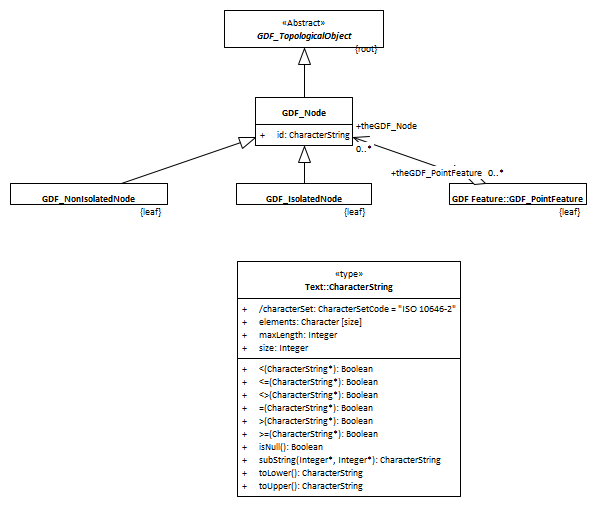 «Abstract»
GDF_TopologicalObject
{root}
GDF_Node
+ id: CharacterString
+theGDF_Node
0..*
+theGDF_PointFeature 0..*
GDF_NonIsolatedNode
{leaf}
GDF_IsolatedNode
{leaf}
GDF Feature::GDF_PointFeature
{leaf}
«type»
Text::CharacterString
+ /characterSet: CharacterSetCode = "ISO 10646-2"
+ elements: Character [size]
+ maxLength: Integer
+ size: Integer
+ <(CharacterString*): Boolean
+ <=(CharacterString*): Boolean
+ <>(CharacterString*): Boolean
+ =(CharacterString*): Boolean
+ >(CharacterString*): Boolean
+ >=(CharacterString*): Boolean
+ isNull(): Boolean
+ subString(Integer*, Integer*): CharacterString
+ toLower(): CharacterString
+ toUpper(): CharacterString